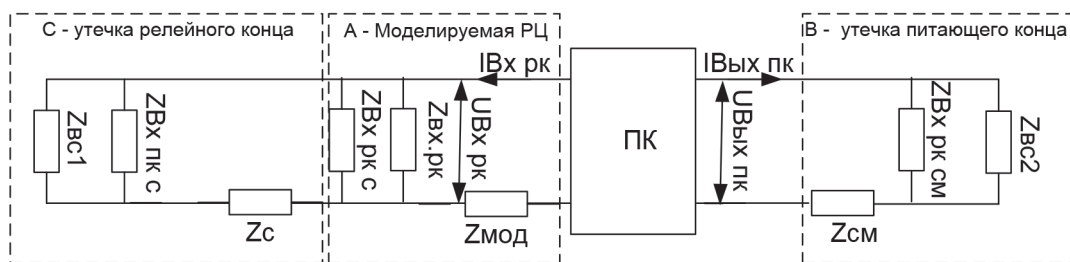 С - утечка релейного конца
А - Моделируемая РЦ
В - утечка питающего конца
IВх рк
IВых пк
Zвс1
ZВх пк с
ZВх рк с
Zвх.рк
UВх рк
ПК
UВых пк
ZВх рк см
Zвс2
Zс
Zмод
Zсм